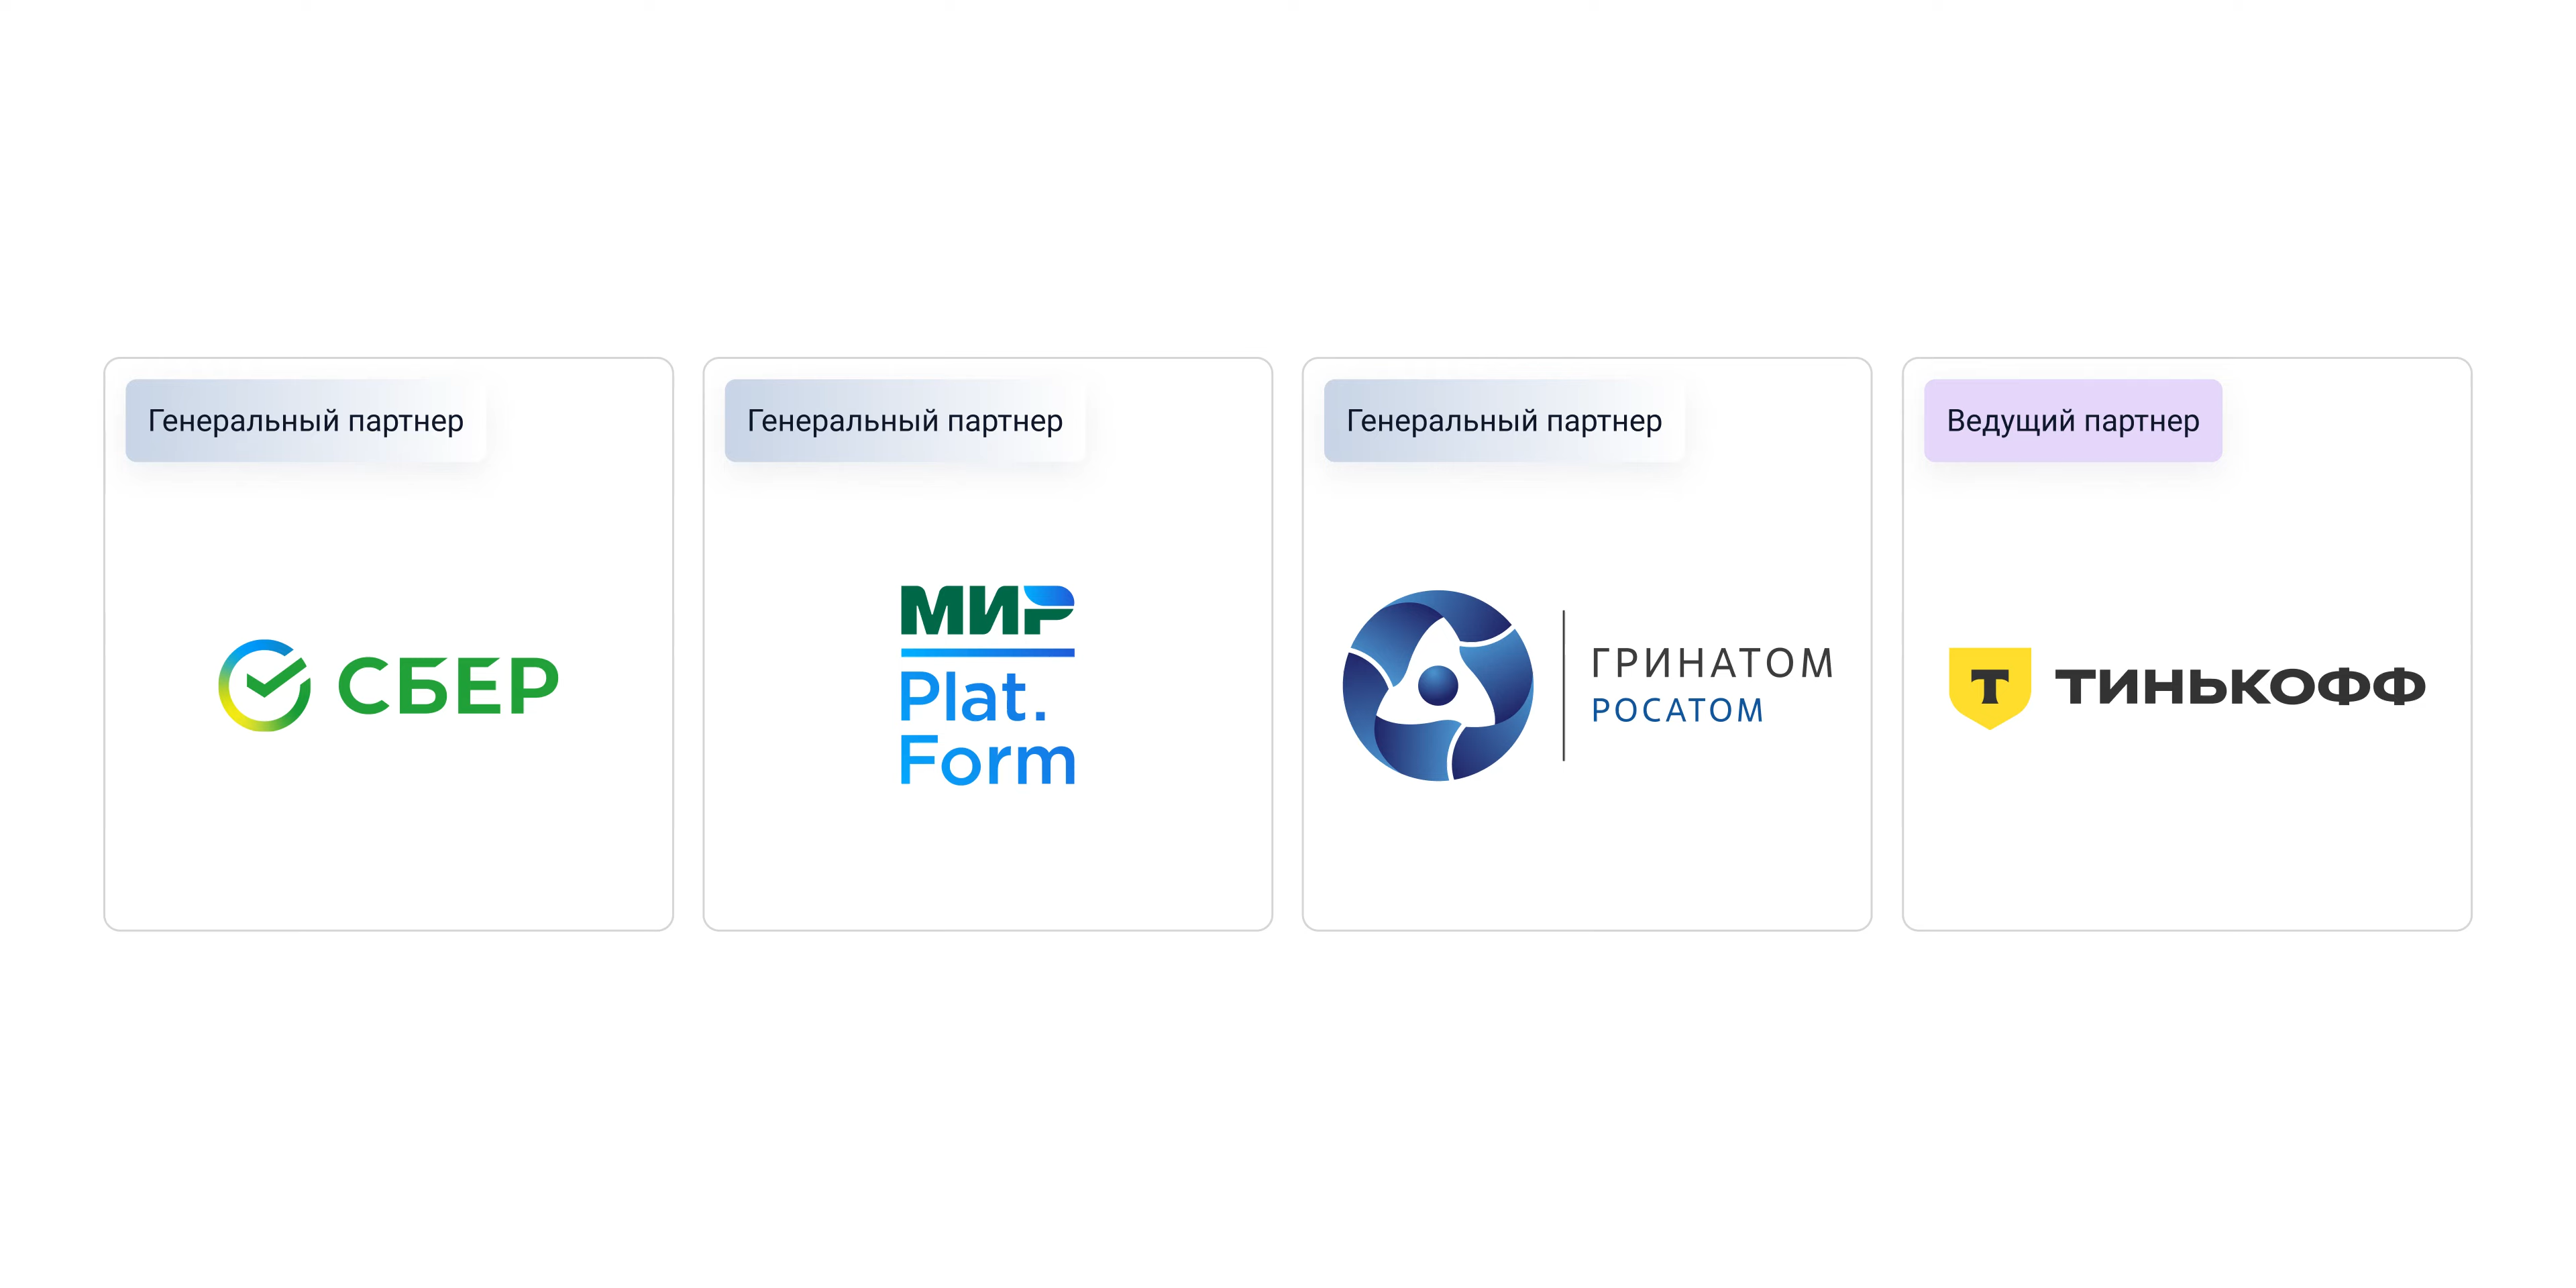 Генеральный партнер
СБЕР
Генеральный партнер
МИР
Plat.
Form
Генеральный партнер
ГРИНАТОМ
РОСАТОМ
Ведущий партнер
Т ТИНЬКОФФ